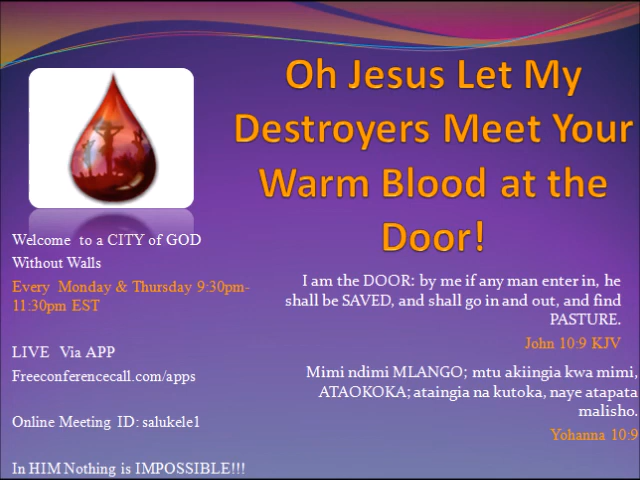 Oh Jesus Let My
Destroyers Meet Your
Warm Blood at the
Door!
Welcome to a CITY of GOD
Without Walls
Every Monday & Thursday 9:30pm-
11:30pm EST
LIVE Via APP
Freeconferencecall.com/apps
Online Meeting ID: salukele1
In HIM Nothing is IMPOSSIBLE!!!
I am the DOOR: by me if any man enter in, he
shall be SAVED, and shall go in and out, and find
PASTURE.
John 10:9 KJV
Mimi ndimi MLANGO; mtu akiingia kwa mimi,
ATAOKOKA; ataingia na kutoka, naye atapata
malisho.
Yohanna 10:9